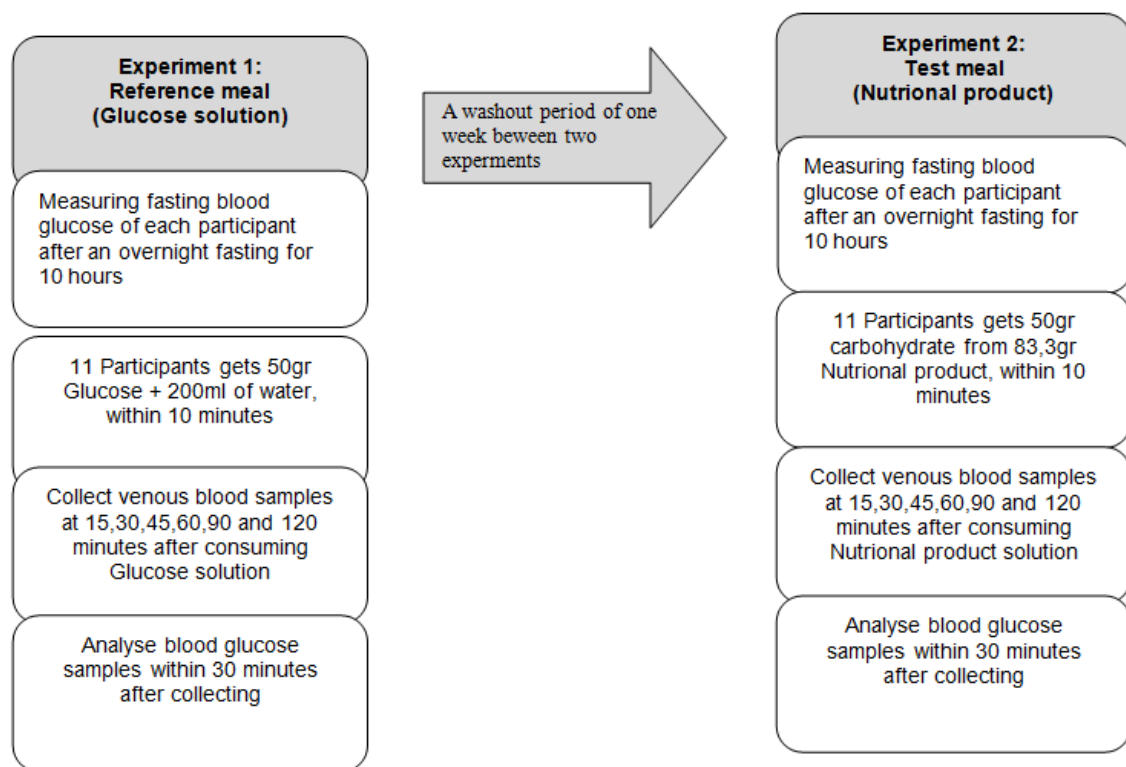 Experiment 1:
Reference meal
(Glucose solution)
Measuring fasting blood
glucose of each participant
after an overnight fasting for
10 hours
11 Participants gets 50gr
Glucose + 200ml of water,
within 10 minutes
Collect venous blood samples
at 15,30,45,60,90 and 120
minutes after consuming
Glucose solution
Analyse blood glucose
samples within 30 minutes
after collecting
A washout period of one
week beween two
experments
Experiment 2:
Test meal
(Nutrional product)
Measuring fasting blood
glucose of each participant
after an overnight fasting for
10 hours
11 Participants gets 50gr
carbohydrate from 83,3gr
Nutrional product, within 10
minutes
Collect venous blood samples
at 15,30,45,60,90 and 120
minutes after consuming
Nutrional product solution
Analyse blood glucose
samples within 30 minutes
after collecting